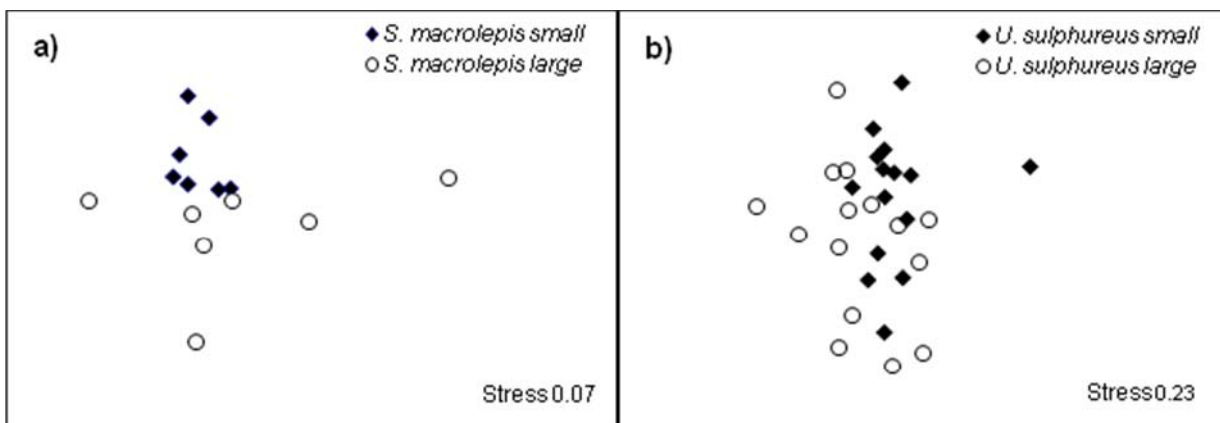 a)
S. macrolepis small
S. macrolepis large
Stress 0.07
b)
U. sulphureus small
U. sulphureus large
Stress 0.23